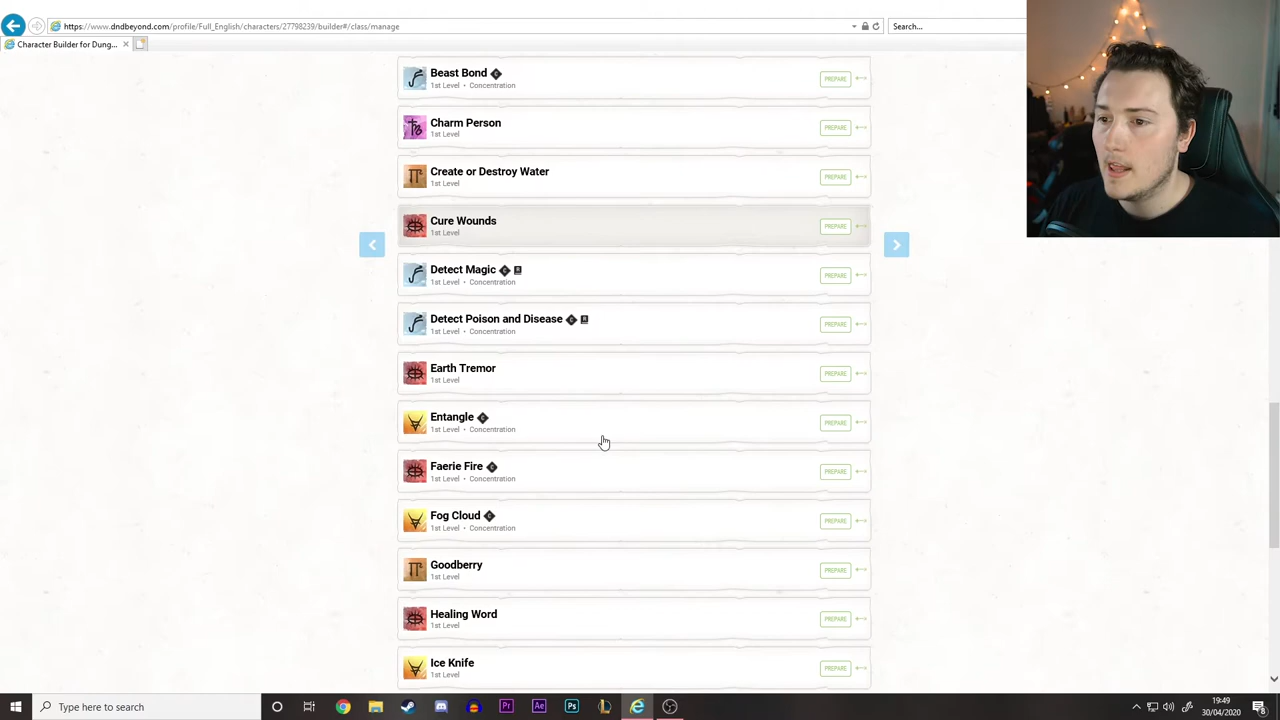 https://www.dndbeyond.com/profile/Full_English/characters/27798239/builder#/class/manage
Search...
Character Builder for Dung...
Beast Bond
1st Level • Concentration
PREPARE
Charm Person
1st Level
PREPARE
Create or Destroy Water
1st Level
PREPARE
Cure Wounds
1st Level
PREPARE
Detect Magic
1st Level • Concentration
PREPARE
Detect Poison and Disease
1st Level • Concentration
PREPARE
Earth Tremor
1st Level
PREPARE
Entangle
1st Level • Concentration
PREPARE
Faerie Fire
1st Level • Concentration
PREPARE
Fog Cloud
1st Level • Concentration
PREPARE
Goodberry
1st Level
PREPARE
Healing Word
1st Level
PREPARE
Ice Knife
1st Level
PREPARE
Type here to search
Pr
Ae
Ps
19:49
30/04/2020